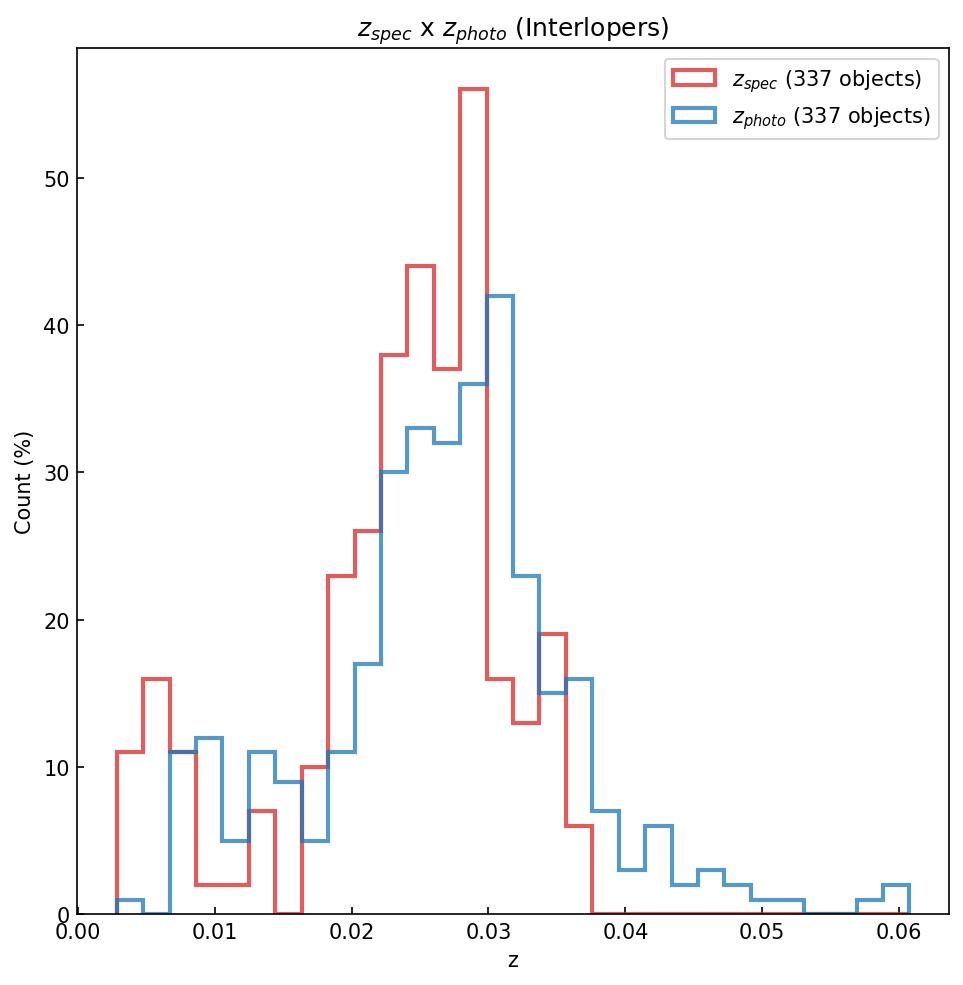 z_spec x z_photo (Interlopers)
z_spec (337 objects)
z_photo (337 objects)
Count (%)
50
40
30
20
10
0
0.00 0.01 0.02 0.03 0.04 0.05 0.06
z